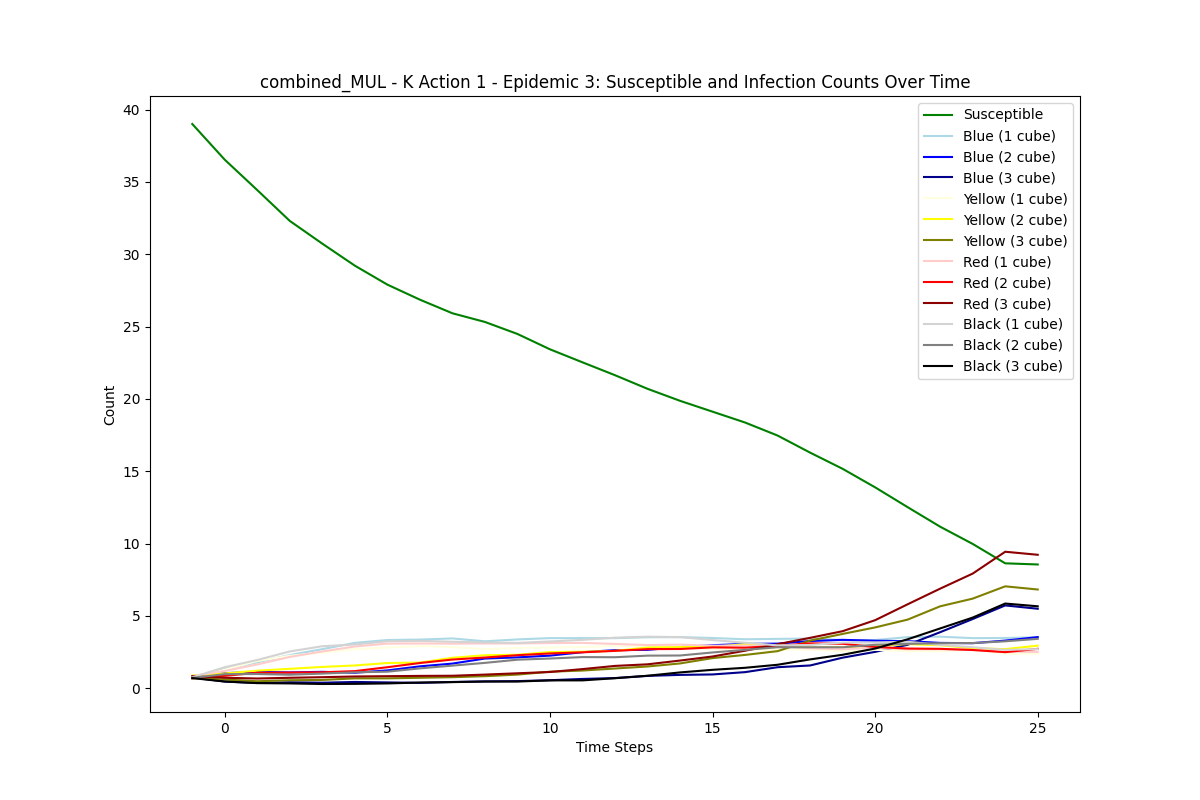 combined_MUL - K Action 1 - Epidemic 3: Susceptible and Infection Counts Over Time
Count
40
35
30
25
20
15
10
5
0
Susceptible
Blue (1 cube)
Blue (2 cube)
Blue (3 cube)
Yellow (1 cube)
Yellow (2 cube)
Yellow (3 cube)
Red (1 cube)
Red (2 cube)
Red (3 cube)
Black (1 cube)
Black (2 cube)
Black (3 cube)
0 5 10 15 20 25
Time Steps